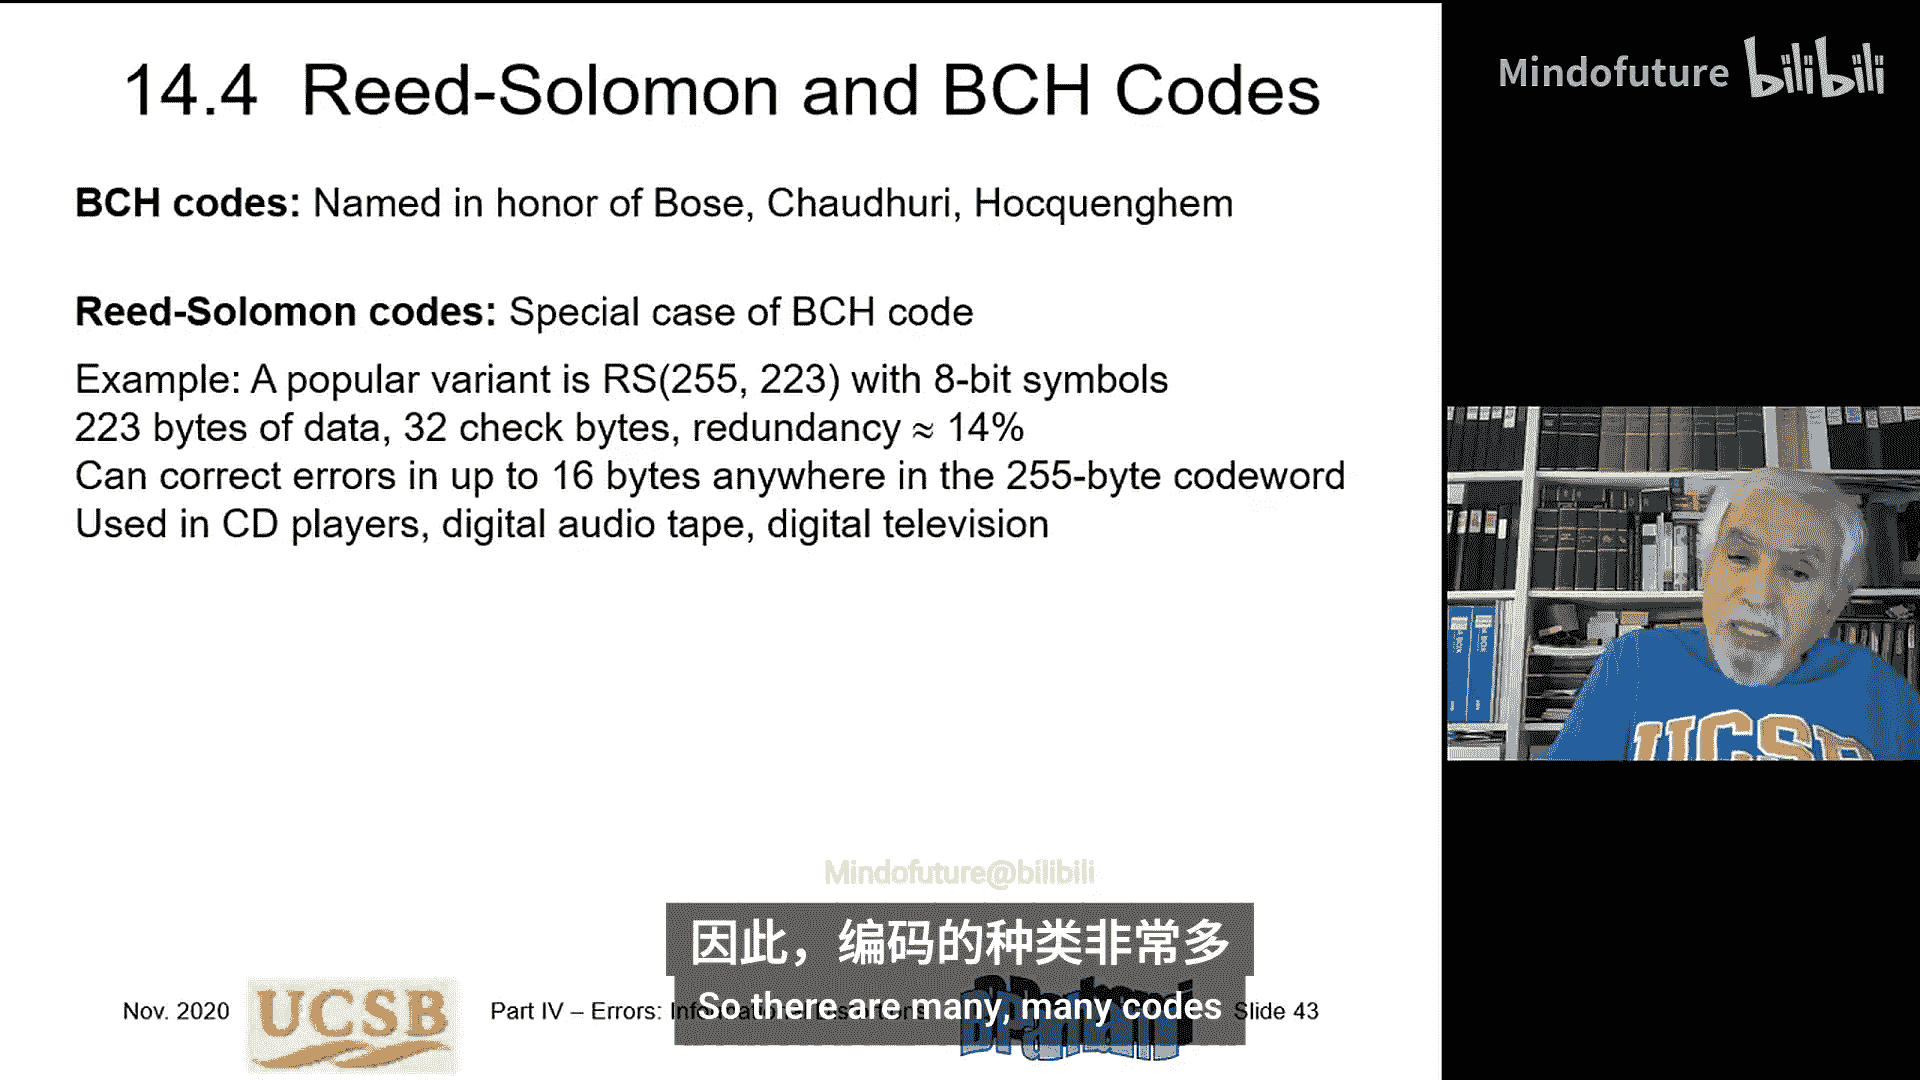 14.4 Reed-Solomon and BCH Codes
Mindofuture bilibili
BCH codes: Named in honor of Bose, Chaudhuri, Hocquenghem
Reed-Solomon codes: Special case of BCH code
Example: A popular variant is RS(255, 223) with 8-bit symbols
223 bytes of data, 32 check bytes, redundancy ≈ 14%
Can correct errors in up to 16 bytes anywhere in the 255-byte codeword
Used in CD players, digital audio tape, digital television
UCSB
Mindofuture@bilibili
因此，编码的种类非常多
So there are many, many codes
Nov. 2020 UCSB Part IV – Errors: B. Parhami Slide 43